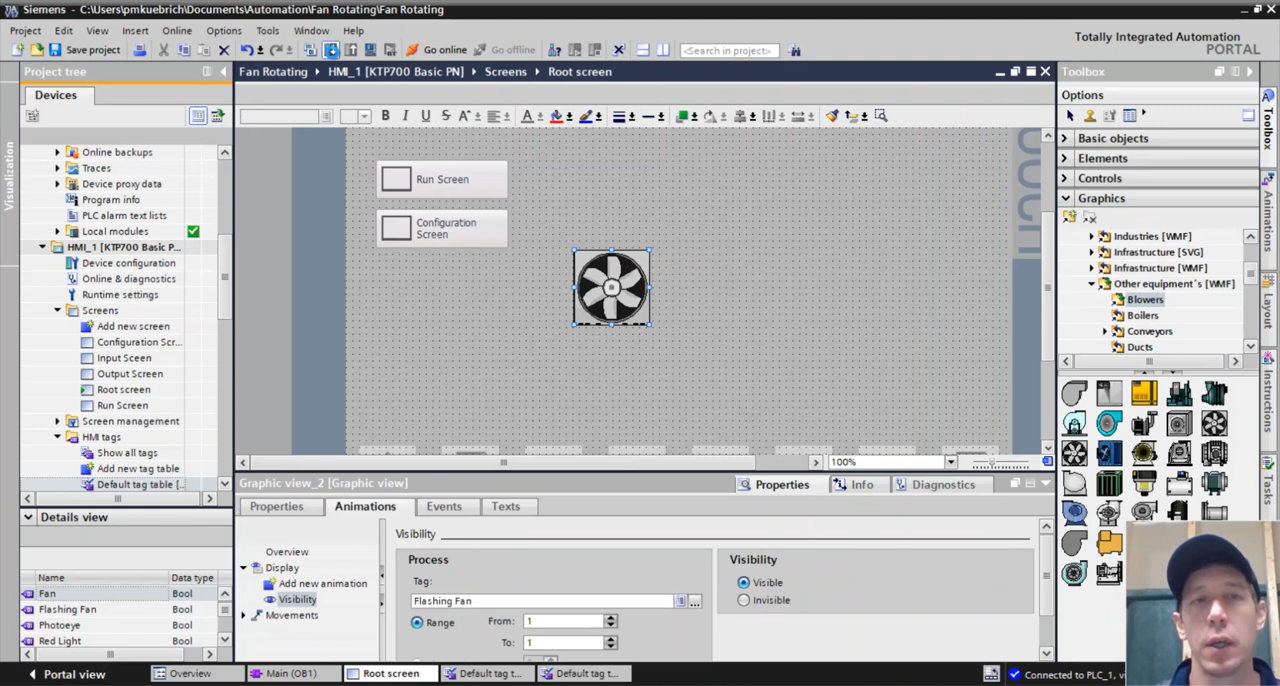 Siemens - C:\Users\pmkuebrich\Documents\Automation\Fan Rotating\Fan Rotating
Project Edit View Insert Online Options Tools Window Help
Totally Integrated Automation
PORTAL
Save project
Go online
Go offline
<Search in project>
Project tree
Fan Rotating HMI_1 [KTP700 Basic PN] Screens Root screen
Toolbox
Devices
Options
Visualization
Online backups
Traces
Device proxy data
Program info
PLC alarm text lists
Local modules
HMI_1 [KTP700 Basic P...
Device configuration
Online & diagnostics
Runtime settings
Screens
Add new screen
Configuration Scr...
Input Sceen
Output Screen
Root screen
Run Screen
Screen management
HMI tags
Show all tags
Add new tag table
Default tag table [...
Run Screen
Configuration
Screen
100%
Basic objects
Elements
Controls
Graphics
Industries [WMF]
Infrastructure [SVG]
Infrastructure [WMF]
Other equipment´s [WMF]
Blowers
Boilers
Conveyors
Ducts
Toolbox
Animations
Layout
Instructions
Tasks
Details view
Name Data type
Fan Bool
Flashing Fan Bool
Photoeye Bool
Red Light Bool
Graphic view_2 [Graphic view]
Properties
Info
Diagnostics
Properties Animations Events Texts
Overview
Display
Add new animation
Visibility
Movements
Visibility
Process
Tag:
Flashing Fan
...
Range From: 1
To: 1
Visibility
Visible
Invisible
Portal view
Overview
Main (OB1)
Root screen
Default tag t...
Default tag t...
Connected to PLC_1, v